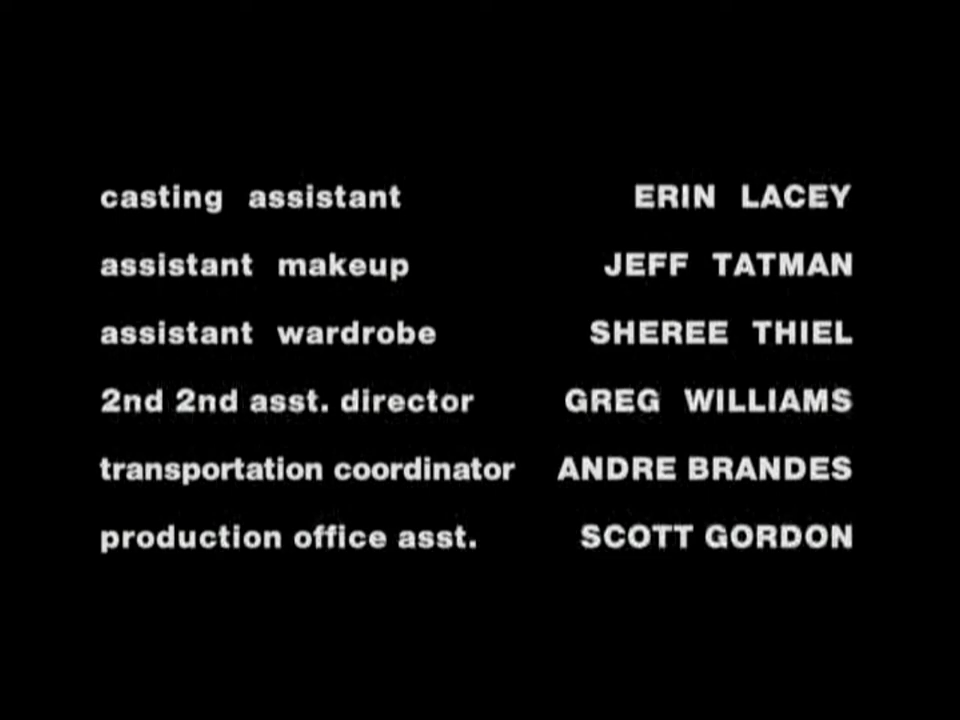 casting assistant ERIN LACEY
assistant makeup JEFF TATMAN
assistant wardrobe SHEREE THIEL
2nd 2nd asst. director GREG WILLIAMS
transportation coordinator ANDRE BRANDES
production office asst. SCOTT GORDON